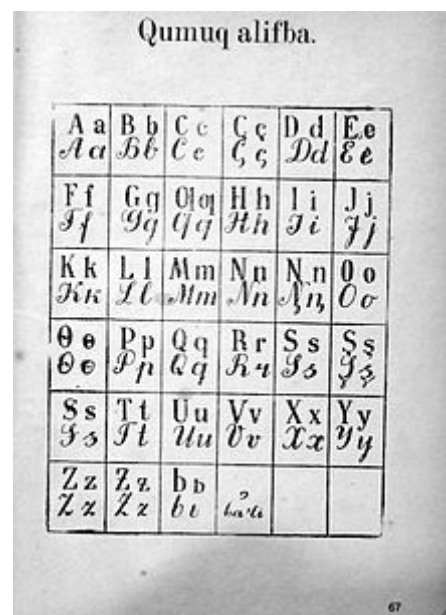 Qumuq alifba.
A a B b C c Ç ç D d E e
A a B b C c Ç ç D d E e
F f G g Ƣ ƣ H h I i J j
F f G g Ƣ ƣ H h I i J j
K k L l M m N n Ꞑ ꞑ O o
K k L l M m N n Ꞑ ꞑ O o
Ɵ ɵ P p Q q R r S s Ş ş
Ɵ ɵ P p Q q R r S s Ş ş
S s T t U u V v X x Y y
S s T t U u V v X x Y y
Z z Ƶ ƶ ь ь
Z z Ƶ ƶ ь ь
67